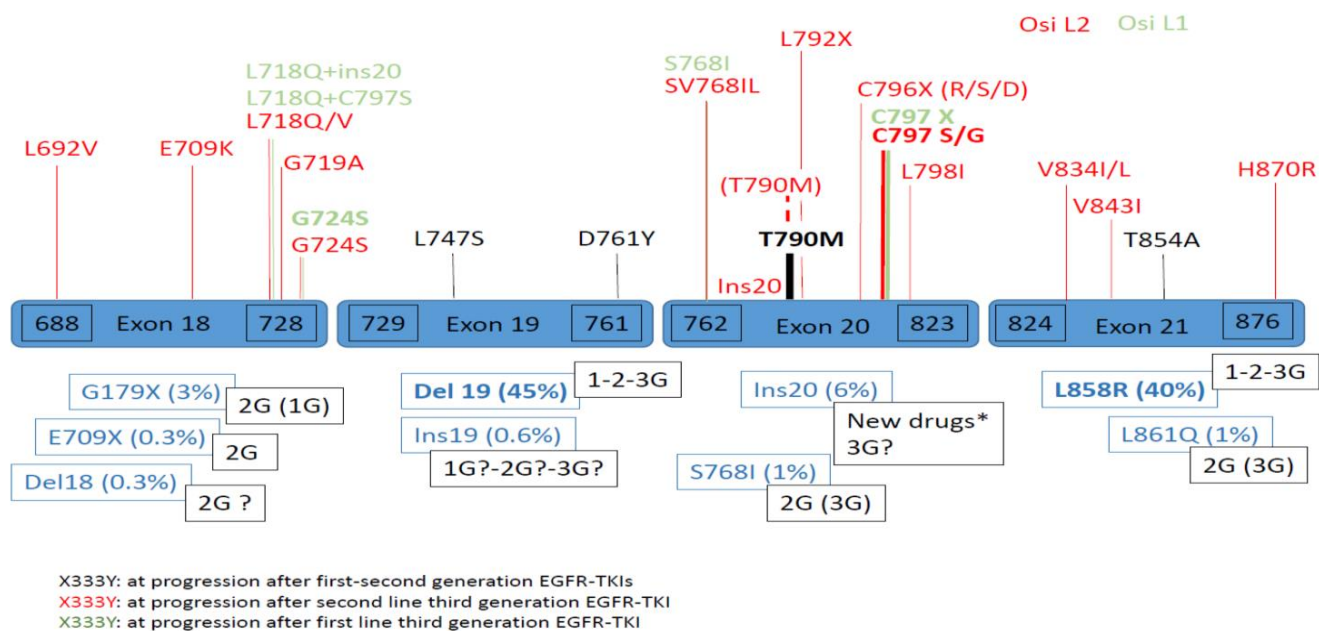 L792X
Osi L2 Osi L1
L718Q+ins20
S768I
L718Q+C797S
SV768IL
C796X (R/S/D)
L718Q/V
C797 X
C797 S/G
L692V
E709K
G719A
(T790M)
L798I
V834I/L
H870R
V843I
G724S
G724S
L747S
D761Y
T790M
T854A
Ins20
688 Exon 18 728
729 Exon 19 761
762 Exon 20 823
824 Exon 21 876
G179X (3%)
2G (1G)
E709X (0.3%)
2G
Del18 (0.3%)
2G ?
Del 19 (45%)
1-2-3G
Ins19 (0.6%)
1G?-2G?-3G?
Ins20 (6%)
New drugs*
3G?
S768I (1%)
2G (3G)
L858R (40%)
1-2-3G
L861Q (1%)
2G (3G)
X333Y: at progression after first-second generation EGFR-TKIs
X333Y: at progression after second line third generation EGFR-TKI
X333Y: at progression after first line third generation EGFR-TKI